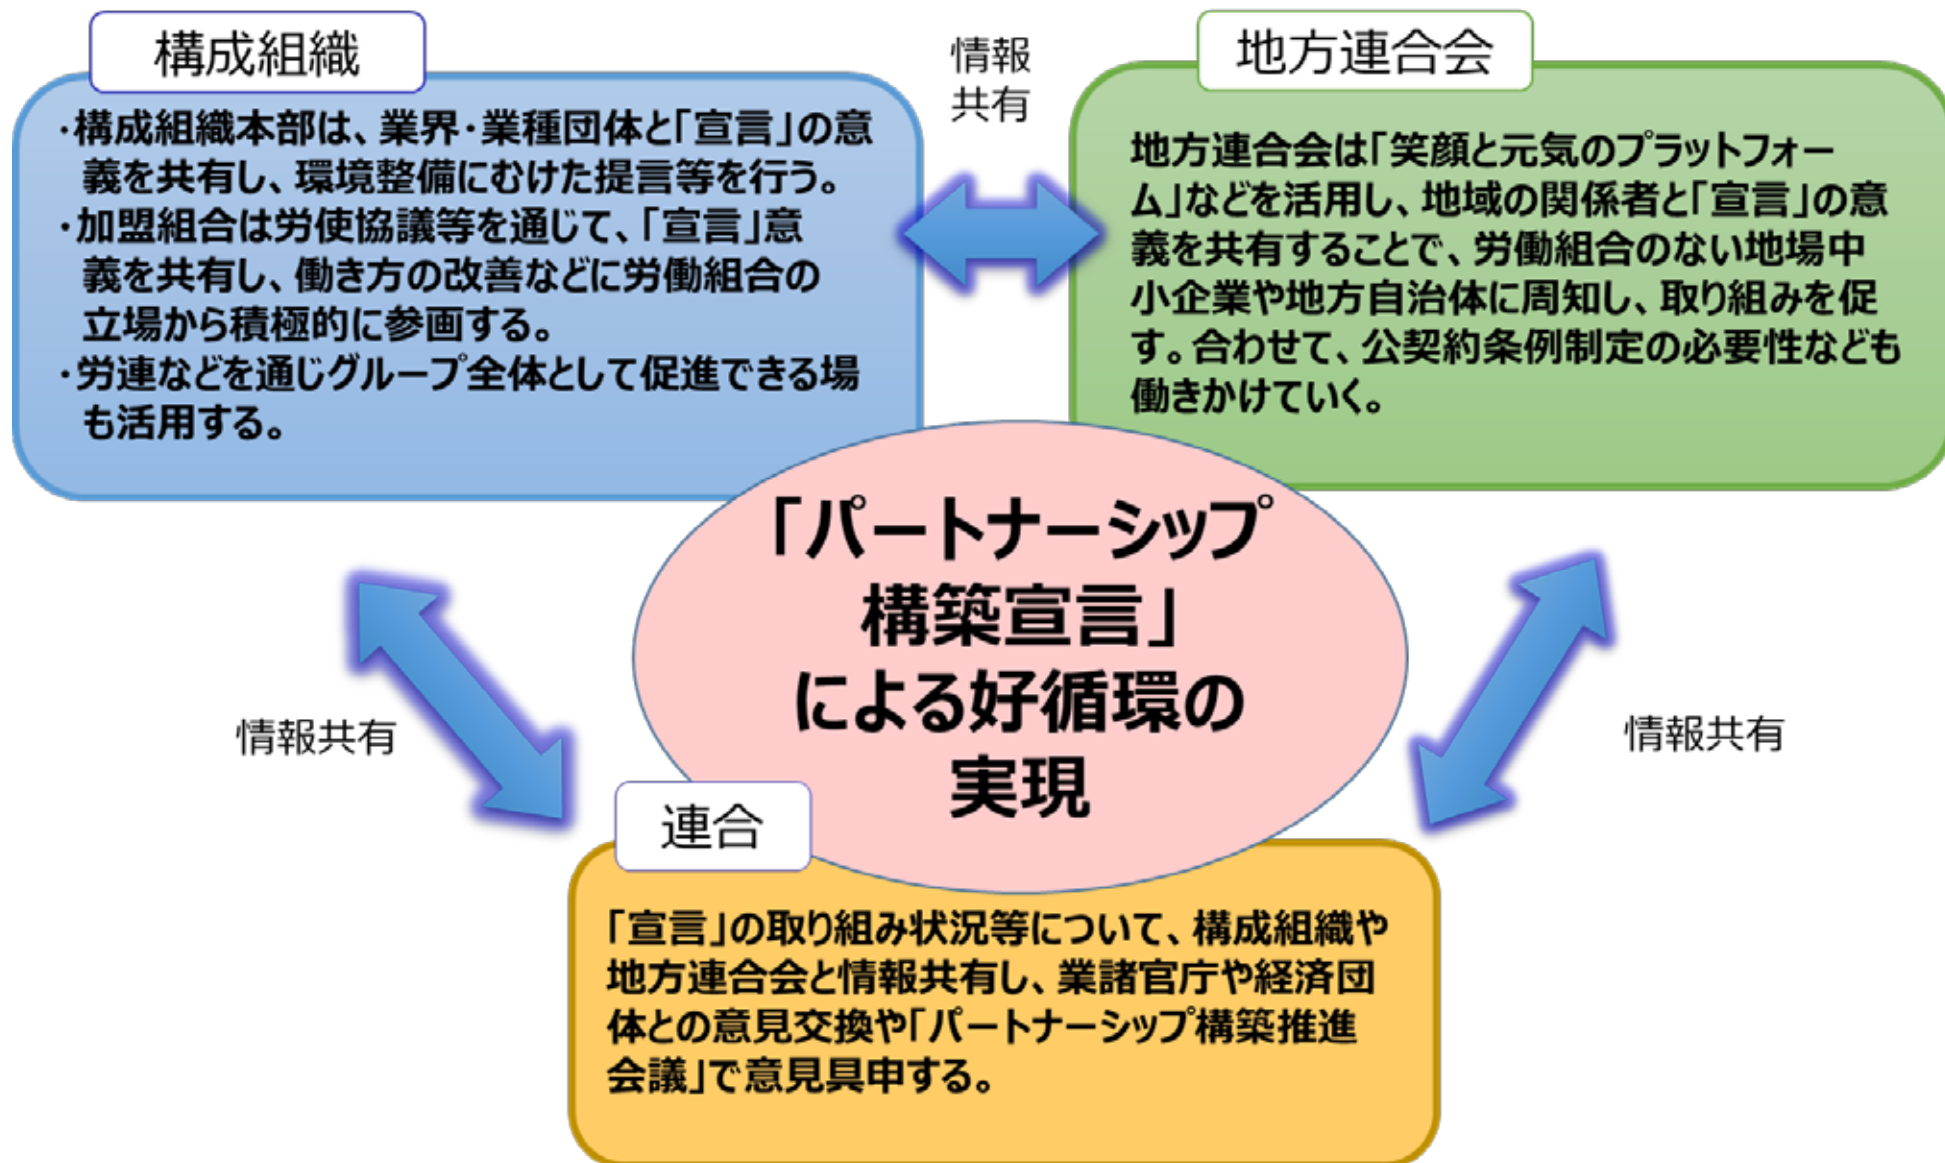 構成組織
・構成組織本部は、業界・業種団体と「宣言」の意
義を共有し、環境整備にむけた提言等を行う。
・加盟組合は労使協議等を通じて、「宣言」意
義を共有し、働き方の改善などに労働組合の
立場から積極的に参画する。
・労連などを通じグループ全体として促進できる場
も活用する。
情報
共有
地方連合会
地方連合会は「笑顔と元気のプラットフォー
ム」などを活用し、地域の関係者と「宣言」の意
義を共有することで、労働組合のない地場中
小企業や地方自治体に周知し、取り組みを促
す。合わせて、公契約条例制定の必要性なども
働きかけていく。
「パートナーシップ
構築宣言」
による好循環の
実現
情報共有
情報共有
連合
「宣言」の取り組み状況等について、構成組織や
地方連合会と情報共有し、業諸官庁や経済団
体との意見交換や「パートナーシップ構築推進
会議」で意見具申する。